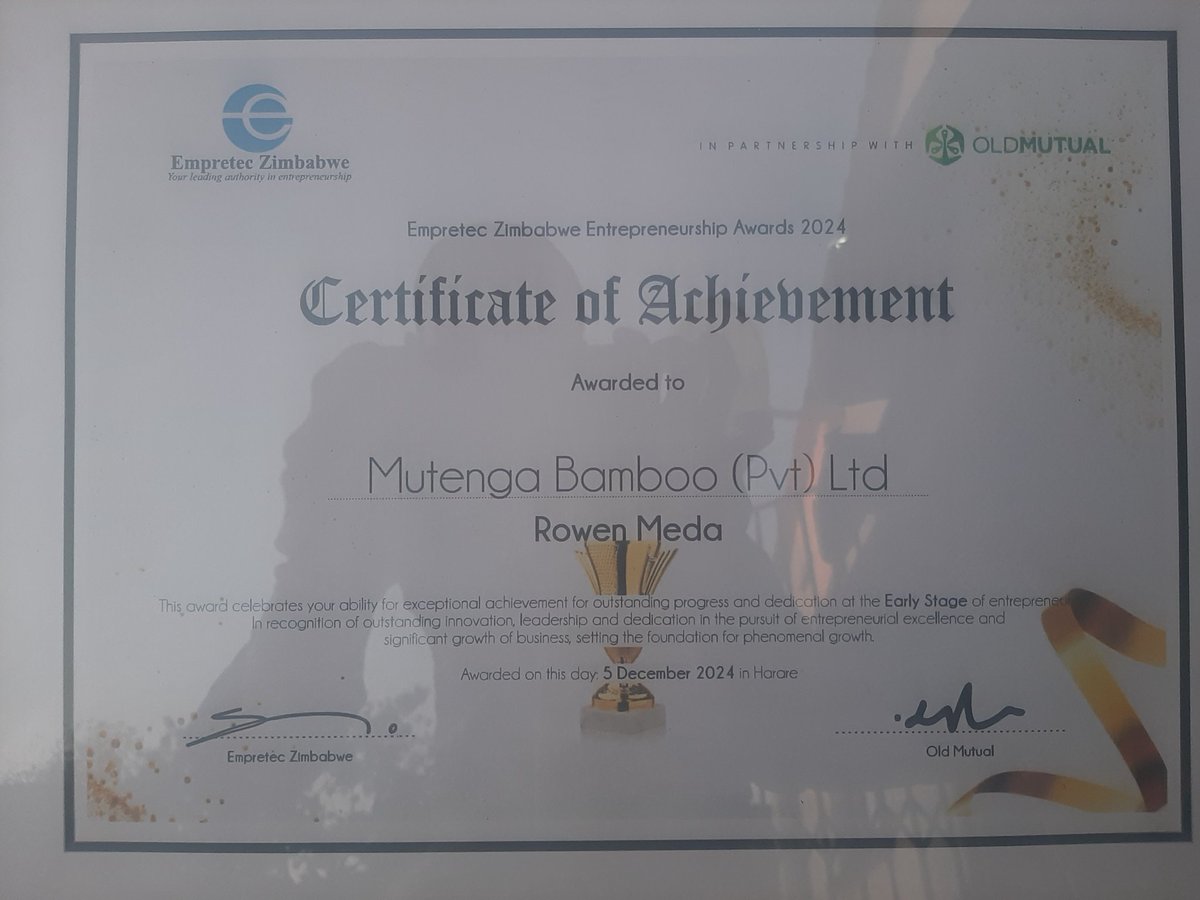 Empretec Zimbabwe
Your leading authority in entrepreneurship
IN PARTNERSHIP WITH OLDMUTUAL
Empretec Zimbabwe Entrepreneurship Awards 2024
Certificate of Achievement
Awarded to
Mutenga Bamboo (Pvt) Ltd
Rowen Meda
This award celebrates your ability for exceptional achievement for outstanding progress and dedication at the Early Stage of entrepreneu
In recognition of outstanding innovation, leadership and dedication in the pursuit of entrepreneurial excellence and
significant growth of business, setting the foundation for phenomenal growth.
Awarded on this day: 5 December 2024 in Harare
Empretec Zimbabwe
Old Mutual